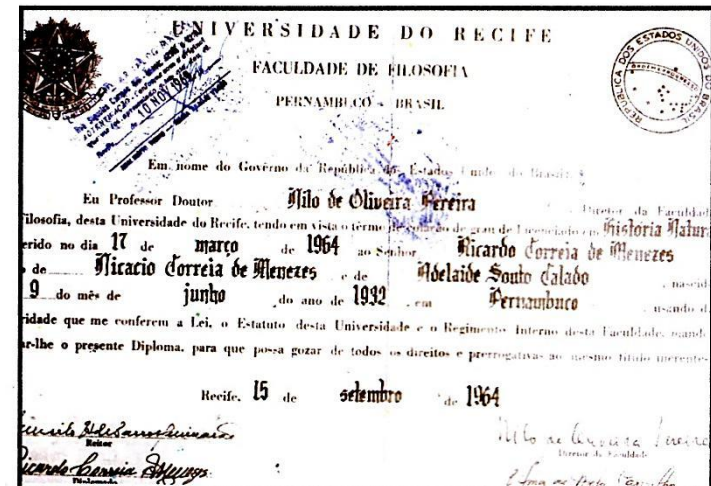 UNIVERSIDADE DO RECIFE
FACULDADE DE FILOSOFIA
PERNAMBUCO - BRASIL
REPUBLICA DOS ESTADOS UNIDOS DO BRASIL
10 NOV
Em nome do Govêrno da República dos Estados Unidos do Brasil
Eu Professor Doutor Nilo de Oliveira Pereira Diretor da Faculdad
Filosofia, desta Universidade do Recife, tendo em vista o têrmo de colação de grau de Licenciado em História Natura
erido no dia 17 de março de 1964 ao Senhor Ricardo Correia de Menezes
o de Nicacio Correia de Menezes e de Adelaide Souto Calado nascid
9 do mês de junho do ano de 1932 em Pernambuco usando d
ridade que me conferem a Lei, o Estatuto desta Universidade e o Regimento Interno desta Faculdade, mand
ar-lhe o presente Diploma, para que possa gozar de todos os direitos e prerrogativas ao mesmo título inerentes
Recife, 15 de setembro de 1964
Reitor
Nilo de Oliveira Pereira
Diretor da Faculdade
Ricardo Correia Menezes
Diplomado